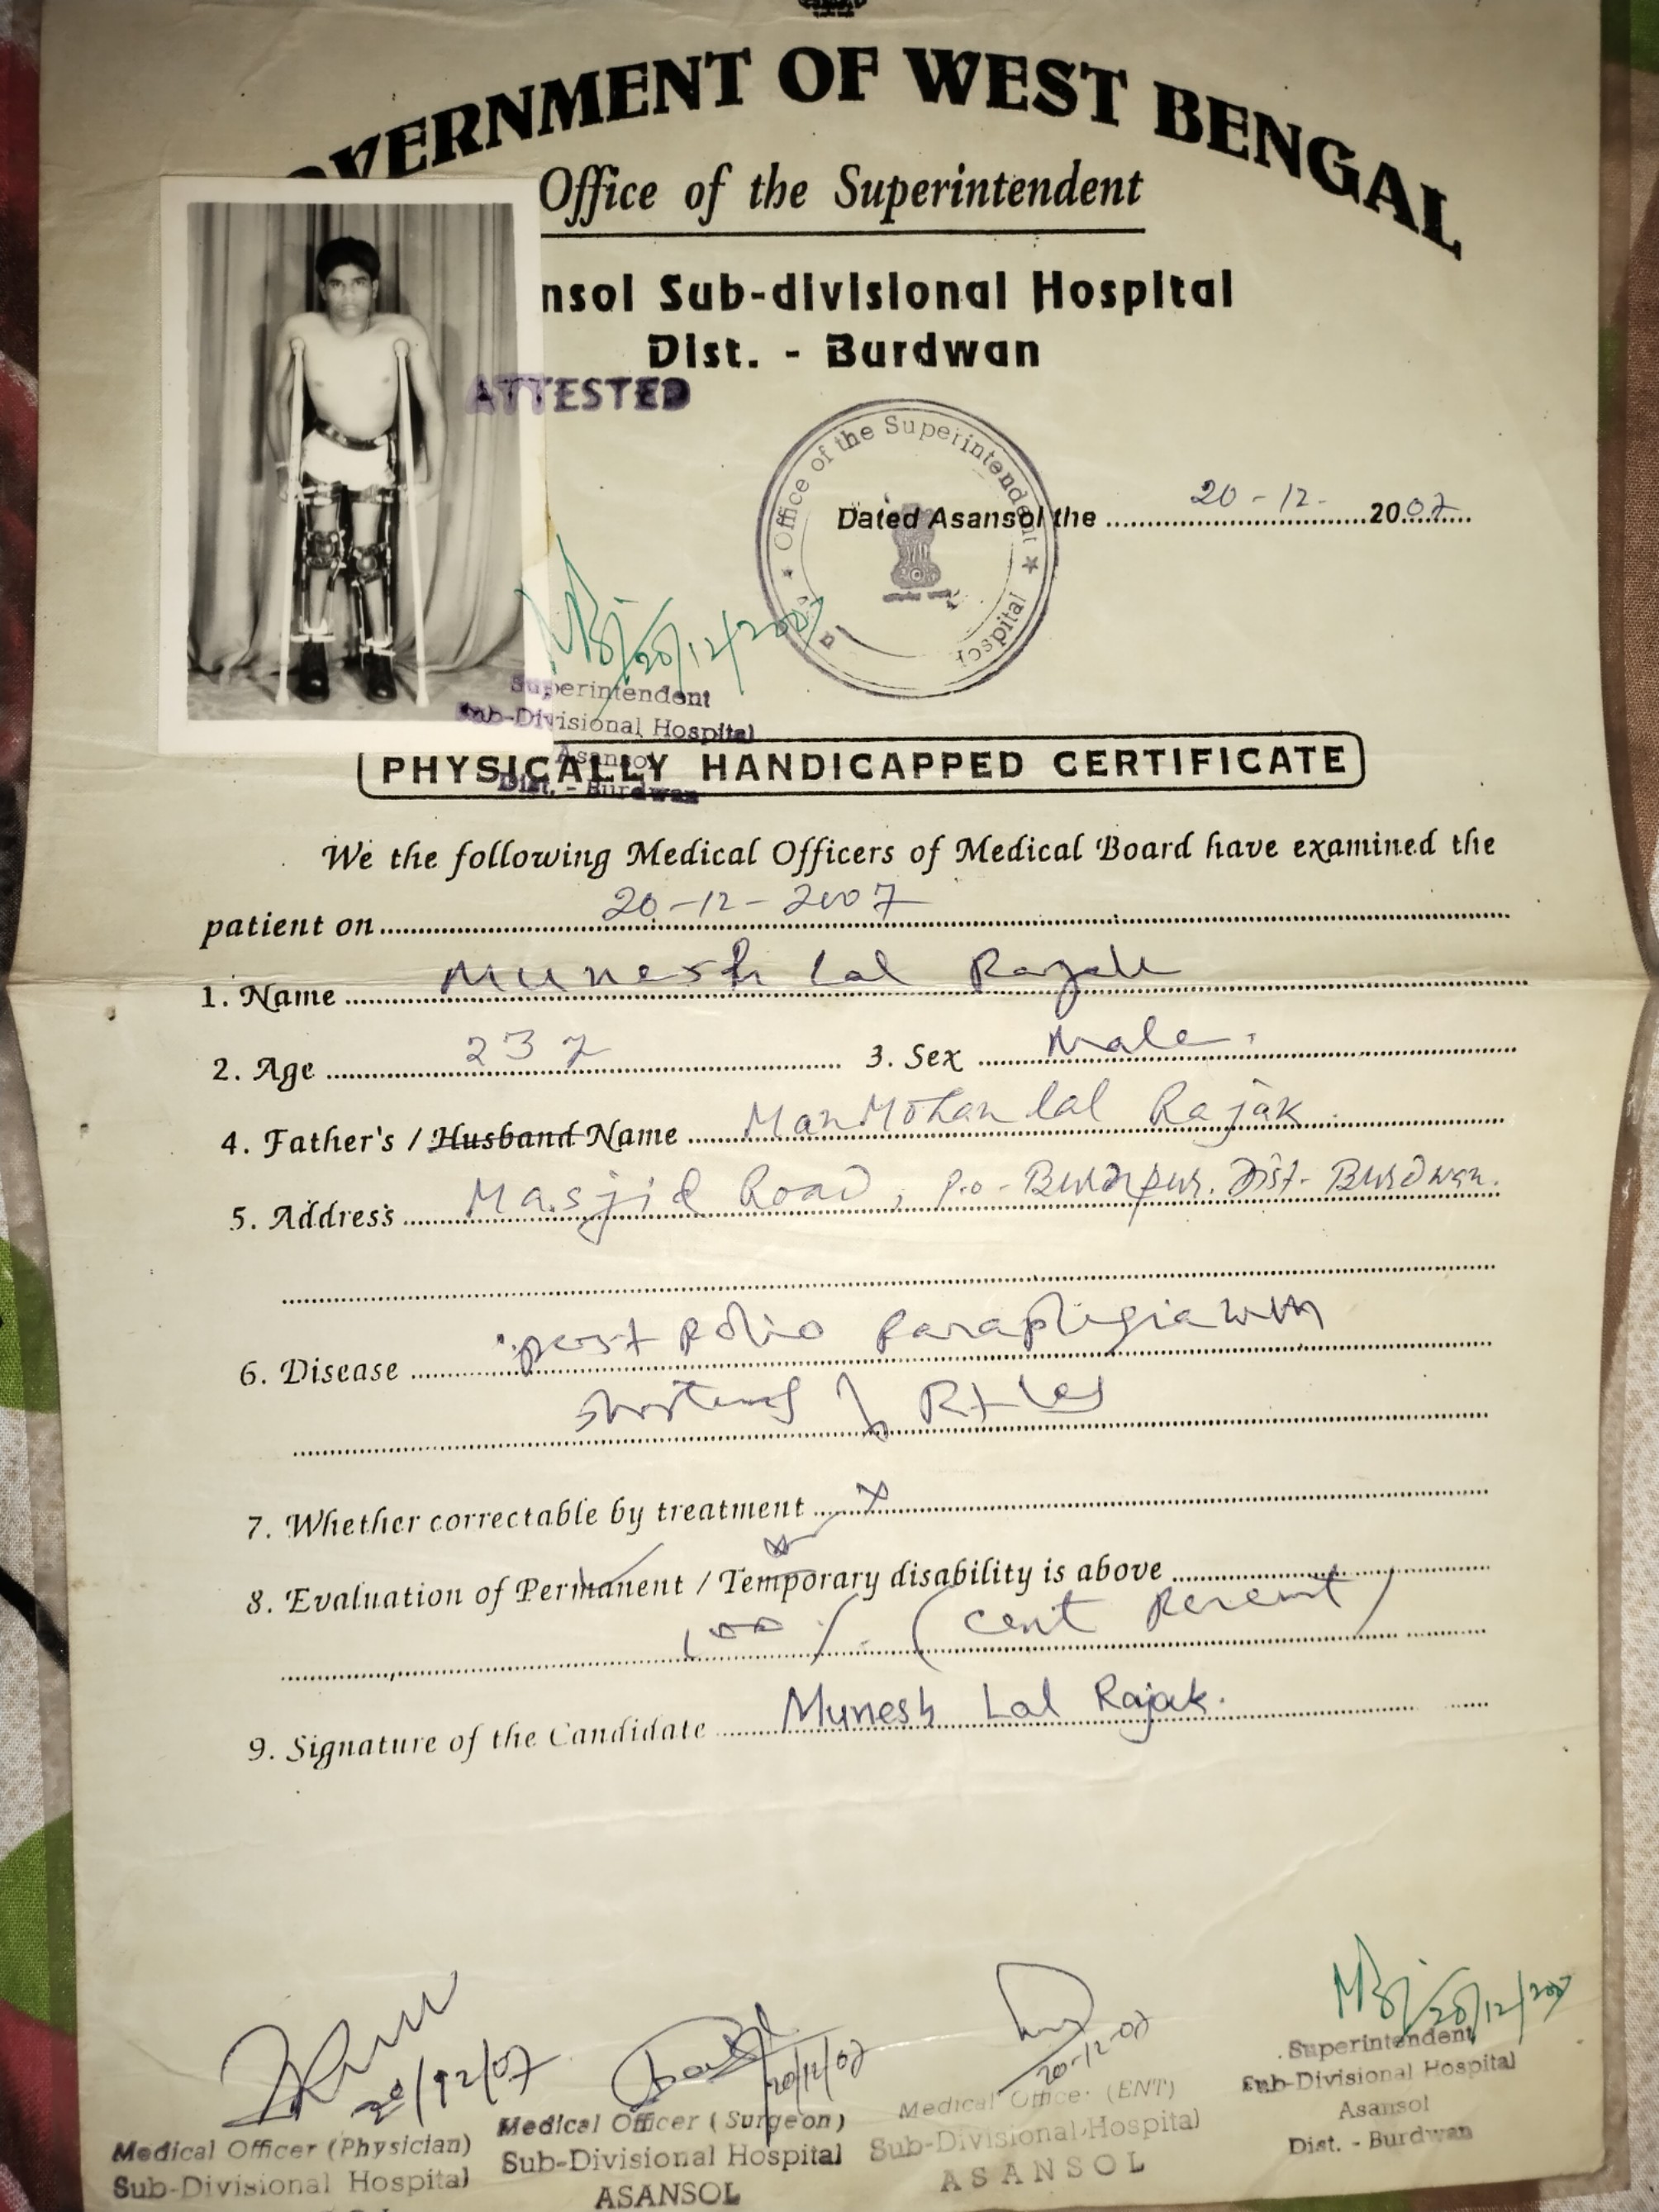 OVERNMENT OF WEST BENGAL
Office of the Superintendent
nsol Sub-divisional Hospital
Dist. - Burdwan
ATTESTED
Office of the Superintendent
Hospital
Dated Asansol the 20-12- 2007
20/12/2007
Superintendent
Sub-Divisional Hospital
Asansol
Dist. - Burdwan
PHYSICALLY HANDICAPPED CERTIFICATE
We the following Medical Officers of Medical Board have examined the
patient on 20-12-2007
1. Name Munesh Lal Rajak
2. Age 23 y 3. Sex Male.
4. Father's / Husband Name ManMohan lal Rajak
5. Address Masjid Road, P.o - Burnpur. Dist- Burdwan.
6. Disease post polio paraplegia with
shortening of Rt leg
7. Whether correctable by treatment x
8. Evaluation of Permanent / Temporary disability is above
100 %. (Cent Percent)
9. Signature of the Candidate Munesh Lal Rajak.
20/12/07
Medical Officer (Physician)
Sub-Divisional Hospital
20/12/07
Medical Officer (Surgeon)
Sub-Divisional Hospital
ASANSOL
20-12-07
Medical Office (ENT)
Sub-Divisional Hospital
ASANSOL
20/12/2007
Superintendent
Sub-Divisional Hospital
Asansol
Dist. - Burdwan